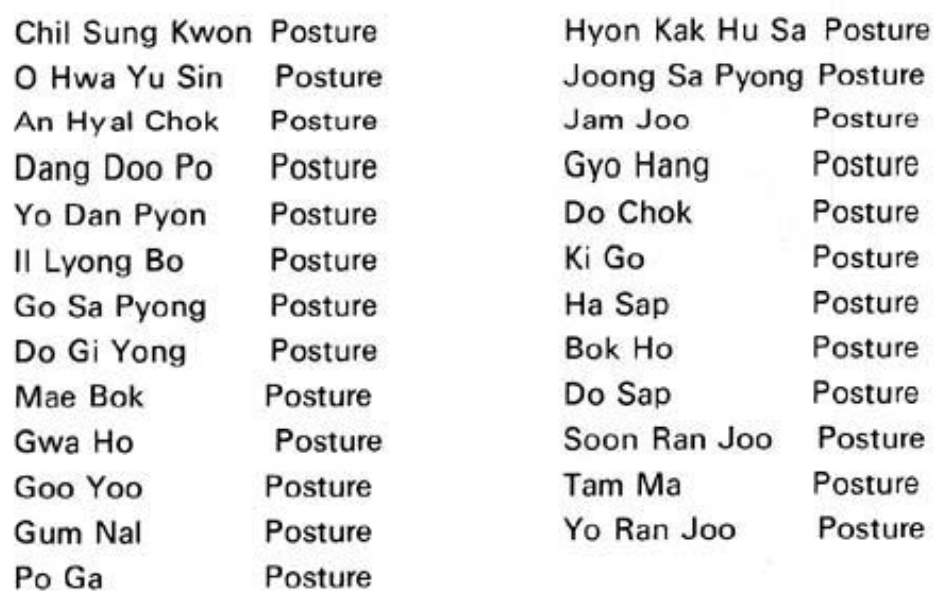 Chil Sung Kwon Posture
O Hwa Yu Sin Posture
An Hyal Chok Posture
Dang Doo Po Posture
Yo Dan Pyon Posture
Il Lyong Bo Posture
Go Sa Pyong Posture
Do Gi Yong Posture
Mae Bok Posture
Gwa Ho Posture
Goo Yoo Posture
Gum Nal Posture
Po Ga Posture
Hyon Kak Hu Sa Posture
Joong Sa Pyong Posture
Jam Joo Posture
Gyo Hang Posture
Do Chok Posture
Ki Go Posture
Ha Sap Posture
Bok Ho Posture
Do Sap Posture
Soon Ran Joo Posture
Tam Ma Posture
Yo Ran Joo Posture